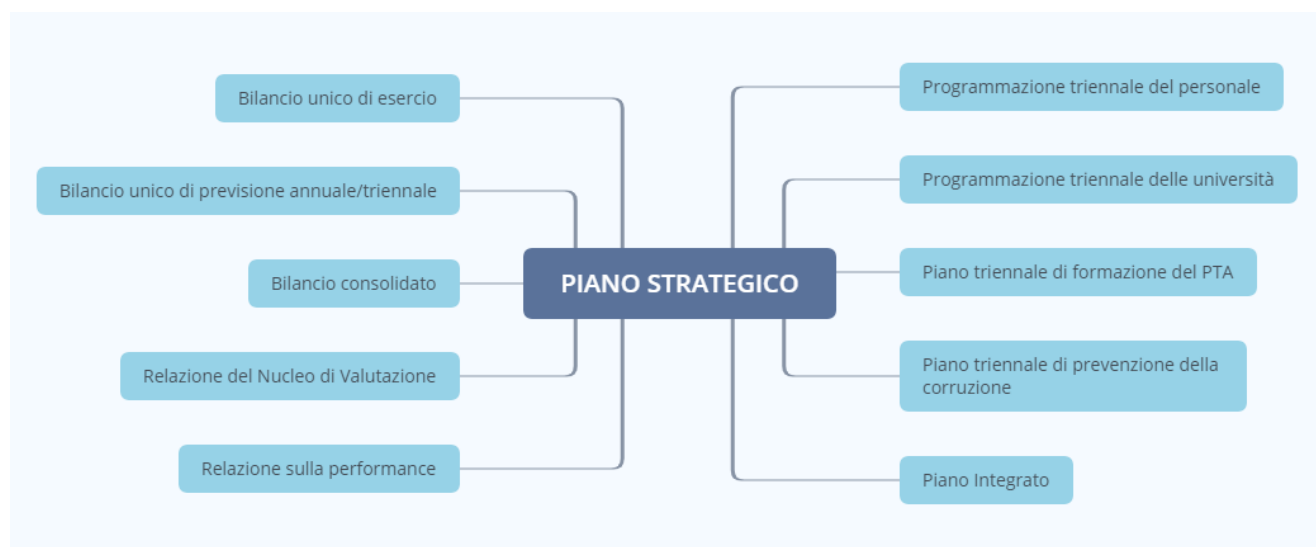 Bilancio unico di esercio
Bilancio unico di previsione annuale/triennale
Bilancio consolidato
Relazione del Nucleo di Valutazione
Relazione sulla performance
PIANO STRATEGICO
Programmazione triennale del personale
Programmazione triennale delle università
Piano triennale di formazione del PTA
Piano triennale di prevenzione della
corruzione
Piano Integrato